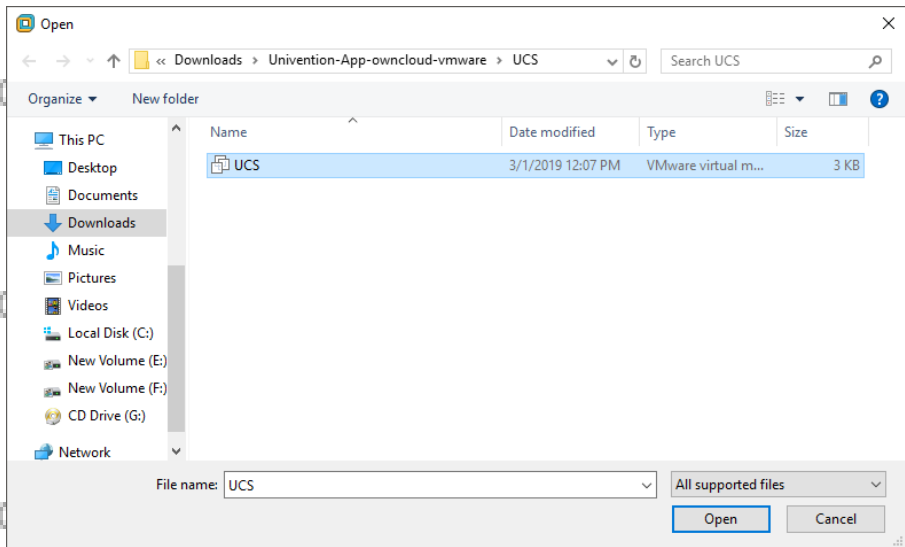 Open
« Downloads > Univention-App-owncloud-vmware > UCS
Search UCS
Organize
New folder
?
Name
Date modified
Type
Size
This PC
Desktop
Documents
Downloads
Music
Pictures
Videos
Local Disk (C:)
New Volume (E:)
New Volume (F:)
CD Drive (G:)
Network
UCS
3/1/2019 12:07 PM
VMware virtual m...
3 KB
File name:
UCS
All supported files
Open
Cancel